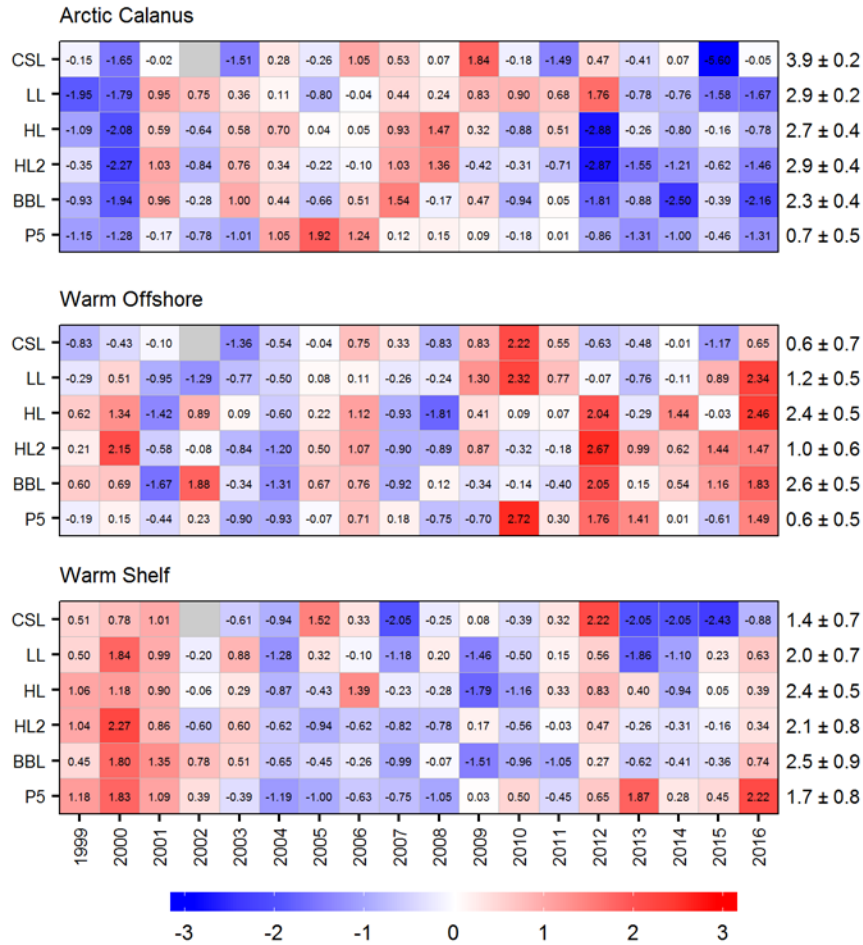 Arctic Calanus
CSL -0.15 -1.65 -0.02 -1.51 0.28 -0.26 1.05 0.53 0.07 1.84 -0.18 -1.49 0.47 -0.41 0.07 -3.60 -0.05 3.9 ± 0.2
LL -1.95 -1.79 0.95 0.75 0.36 0.11 -0.80 -0.04 0.44 0.24 0.83 0.90 0.68 1.76 -0.78 -0.76 -1.58 -1.67 2.9 ± 0.2
HL -1.09 -2.08 0.59 -0.64 0.58 0.70 0.04 0.05 0.93 1.47 0.32 -0.88 0.51 -2.88 -0.26 -0.80 -0.16 -0.78 2.7 ± 0.4
HL2 -0.35 -2.27 1.03 -0.84 0.76 0.34 -0.22 -0.10 1.03 1.36 -0.42 -0.31 -0.71 -2.87 -1.55 -1.21 -0.62 -1.46 2.9 ± 0.4
BBL -0.93 -1.94 0.96 -0.28 1.00 0.44 -0.66 0.51 1.54 -0.17 0.47 -0.94 0.05 -1.81 -0.88 -2.50 -0.39 -2.16 2.3 ± 0.4
P5 -1.15 -1.28 -0.17 -0.78 -1.01 1.05 1.92 1.24 0.12 0.15 0.09 -0.18 0.01 -0.86 -1.31 -1.00 -0.46 -1.31 0.7 ± 0.5
Warm Offshore
CSL -0.83 -0.43 -0.10 -1.36 -0.54 -0.04 0.75 0.33 -0.83 0.83 2.22 0.55 -0.63 -0.48 -0.01 -1.17 0.65 0.6 ± 0.7
LL -0.29 0.51 -0.95 -1.29 -0.77 -0.50 0.08 0.11 -0.26 -0.24 1.30 2.32 0.77 -0.07 -0.76 -0.11 0.89 2.34 1.2 ± 0.5
HL 0.62 1.34 -1.42 0.89 0.09 -0.60 0.22 1.12 -0.93 -1.81 0.41 0.09 0.07 2.04 -0.29 1.44 -0.03 2.46 2.4 ± 0.5
HL2 0.21 2.15 -0.58 -0.08 -0.84 -1.20 0.50 1.07 -0.90 -0.89 0.87 -0.32 -0.18 2.67 0.99 0.62 1.44 1.47 1.0 ± 0.6
BBL 0.60 0.69 -1.67 1.88 -0.34 -1.31 0.67 0.76 -0.92 0.12 -0.34 -0.14 -0.40 2.05 0.15 0.54 1.16 1.83 2.6 ± 0.5
P5 -0.19 0.15 -0.44 0.23 -0.90 -0.93 -0.07 0.71 0.18 -0.75 -0.70 2.72 0.30 1.76 1.41 0.01 -0.61 1.49 0.6 ± 0.5
Warm Shelf
CSL 0.51 0.78 1.01 -0.61 -0.94 1.52 0.33 -2.05 -0.25 0.08 -0.39 0.32 2.22 -2.05 -2.05 -2.43 -0.88 1.4 ± 0.7
LL 0.50 1.84 0.99 -0.20 0.88 -1.28 0.32 -0.10 -1.18 0.20 -1.46 -0.50 0.15 0.56 -1.86 -1.10 0.23 0.63 2.0 ± 0.7
HL 1.06 1.18 0.90 -0.06 0.29 -0.87 -0.43 1.39 -0.23 -0.28 -1.79 -1.16 0.33 0.83 0.40 -0.94 0.05 0.39 2.4 ± 0.5
HL2 1.04 2.27 0.86 -0.60 0.60 -0.62 -0.94 -0.62 -0.82 -0.78 0.17 -0.56 -0.03 0.47 -0.26 -0.31 -0.16 0.34 2.1 ± 0.8
BBL 0.45 1.80 1.35 0.78 0.51 -0.65 -0.45 -0.26 -0.99 -0.07 -1.51 -0.96 -1.05 0.27 -0.62 -0.41 -0.36 0.74 2.5 ± 0.9
P5 1.18 1.83 1.09 0.39 -0.39 -1.19 -1.00 -0.63 -0.75 -1.05 0.03 0.50 -0.45 0.65 1.87 0.28 0.45 2.22 1.7 ± 0.8
1999 2000 2001 2002 2003 2004 2005 2006 2007 2008 2009 2010 2011 2012 2013 2014 2015 2016
-3 -2 -1 0 1 2 3